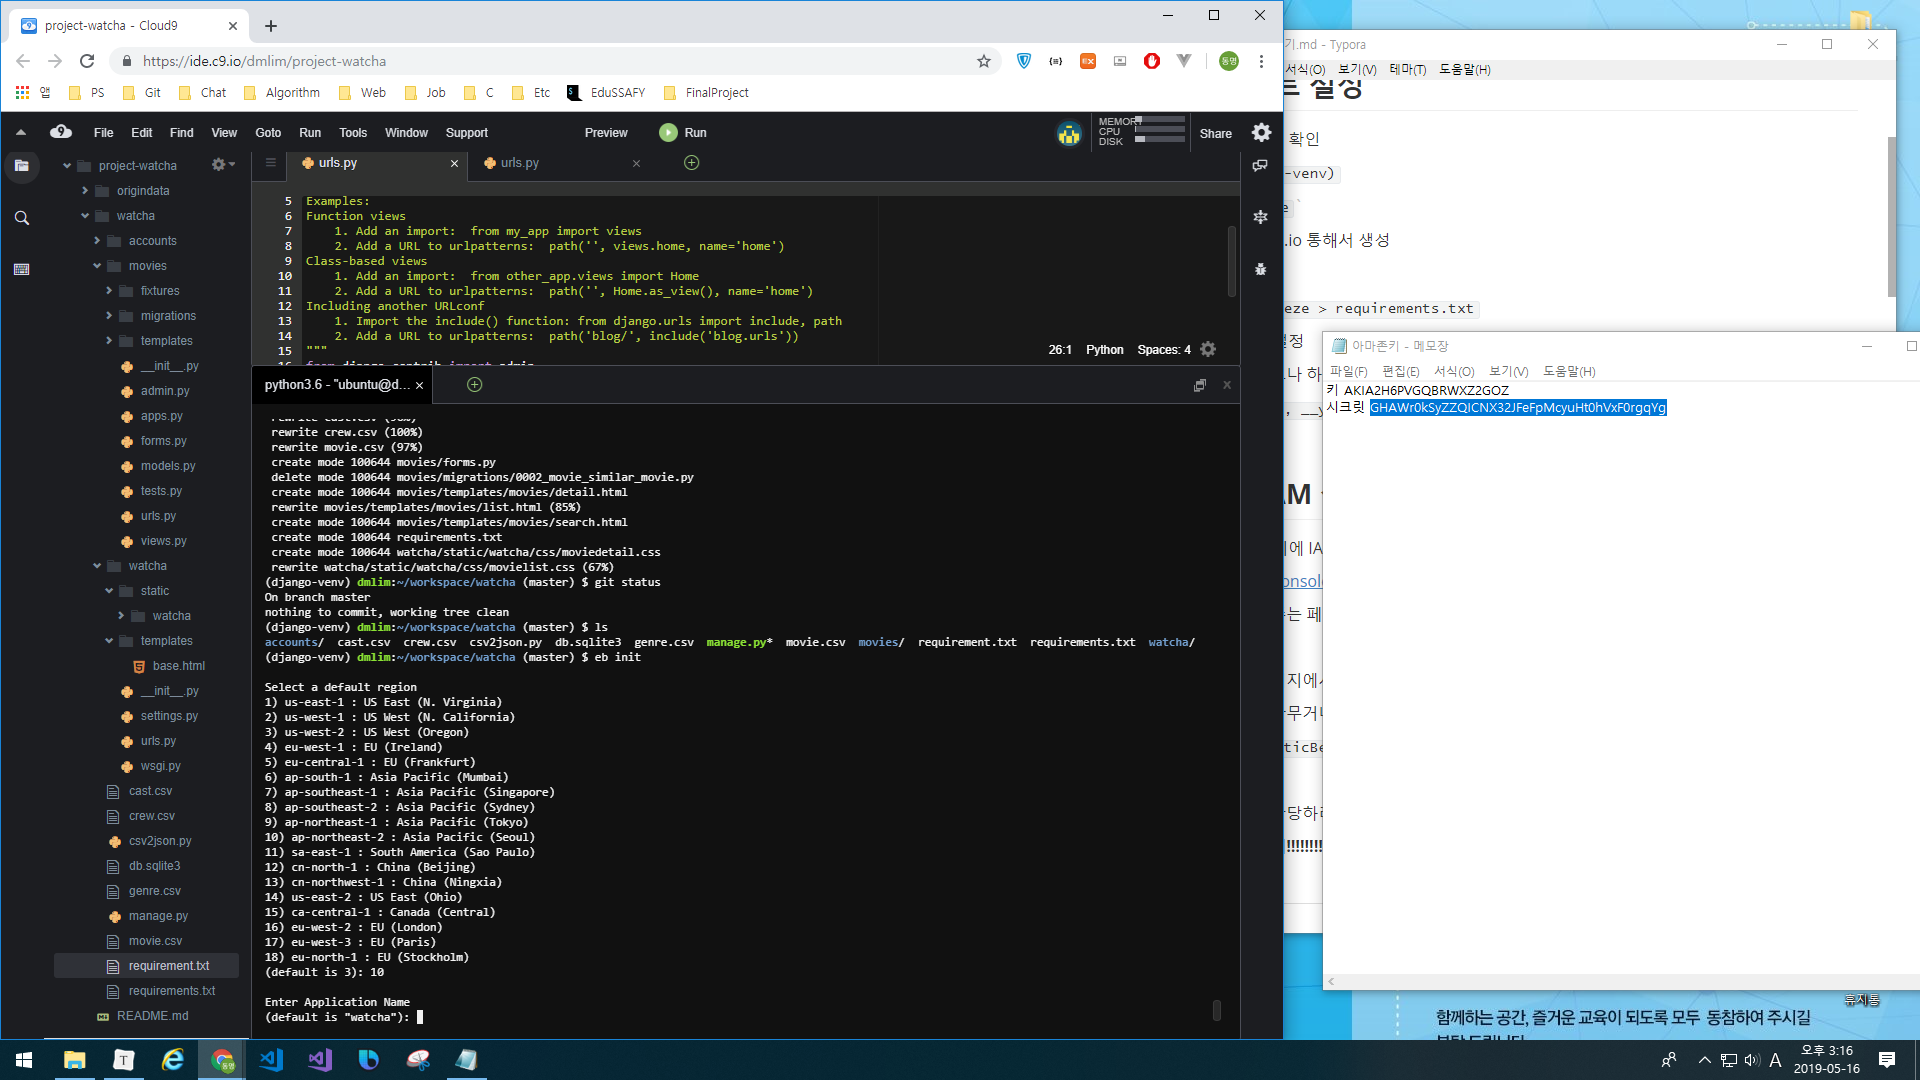 project-watcha - Cloud9
https://ide.c9.io/dmlim/project-watcha
앱 PS Git Chat Algorithm Web Job C Etc EduSSAFY FinalProject
File Edit Find View Goto Run Tools Window Support Preview Run
MEMORY
CPU
DISK
Share
project-watcha
origindata
watcha
accounts
movies
fixtures
migrations
templates
__init__.py
admin.py
apps.py
forms.py
models.py
tests.py
urls.py
views.py
watcha
static
watcha
templates
base.html
__init__.py
settings.py
urls.py
wsgi.py
cast.csv
crew.csv
csv2json.py
db.sqlite3
genre.csv
manage.py
movie.csv
requirement.txt
requirements.txt
README.md
urls.py urls.py
5 Examples:
6 Function views
7 1. Add an import: from my_app import views
8 2. Add a URL to urlpatterns: path('', views.home, name='home')
9 Class-based views
10 1. Add an import: from other_app.views import Home
11 2. Add a URL to urlpatterns: path('', Home.as_view(), name='home')
12 Including another URLconf
13 1. Import the include() function: from django.urls import include, path
14 2. Add a URL to urlpatterns: path('blog/', include('blog.urls'))
15 """
26:1 Python Spaces: 4
python3.6 - "ubuntu@d...
rewrite crew.csv (100%)
rewrite movie.csv (97%)
create mode 100644 movies/forms.py
delete mode 100644 movies/migrations/0002_movie_similar_movie.py
create mode 100644 movies/templates/movies/detail.html
rewrite movies/templates/movies/list.html (85%)
create mode 100644 movies/templates/movies/search.html
create mode 100644 requirements.txt
create mode 100644 watcha/static/watcha/css/moviedetail.css
rewrite watcha/static/watcha/css/movielist.css (67%)
(django-venv) dmlim:~/workspace/watcha (master) $ git status
On branch master
nothing to commit, working tree clean
(django-venv) dmlim:~/workspace/watcha (master) $ ls
accounts/ cast.csv crew.csv csv2json.py db.sqlite3 genre.csv manage.py* movie.csv movies/ requirement.txt requirements.txt watcha/
(django-venv) dmlim:~/workspace/watcha (master) $ eb init
Select a default region
1) us-east-1 : US East (N. Virginia)
2) us-west-1 : US West (N. California)
3) us-west-2 : US West (Oregon)
4) eu-west-1 : EU (Ireland)
5) eu-central-1 : EU (Frankfurt)
6) ap-south-1 : Asia Pacific (Mumbai)
7) ap-southeast-1 : Asia Pacific (Singapore)
8) ap-southeast-2 : Asia Pacific (Sydney)
9) ap-northeast-1 : Asia Pacific (Tokyo)
10) ap-northeast-2 : Asia Pacific (Seoul)
11) sa-east-1 : South America (Sao Paulo)
12) cn-north-1 : China (Beijing)
13) cn-northwest-1 : China (Ningxia)
14) us-east-2 : US East (Ohio)
15) ca-central-1 : Canada (Central)
16) eu-west-2 : EU (London)
17) eu-west-3 : EU (Paris)
18) eu-north-1 : EU (Stockholm)
(default is 3): 10
Enter Application Name
(default is "watcha"):
기.md - Typora
서식(O) 보기(V) 테마(T) 도움말(H)
트 설정
확인
-venv)
.io 통해서 생성
eze > requirements.txt
아마존키 - 메모장
파일(F) 편집(E) 서식(O) 보기(V) 도움말(H)
키 AKIA2H6PVGQBRWXZ2GOZ
시크릿 GHAWr0kSyZZQICNX32JFeFpMcyuHt0hVxF0rgqYg
휴지통
함께하는 공간, 즐거운 교육이 되도록 모두 동참하여 주시길
A 오후 3:16
2019-05-16